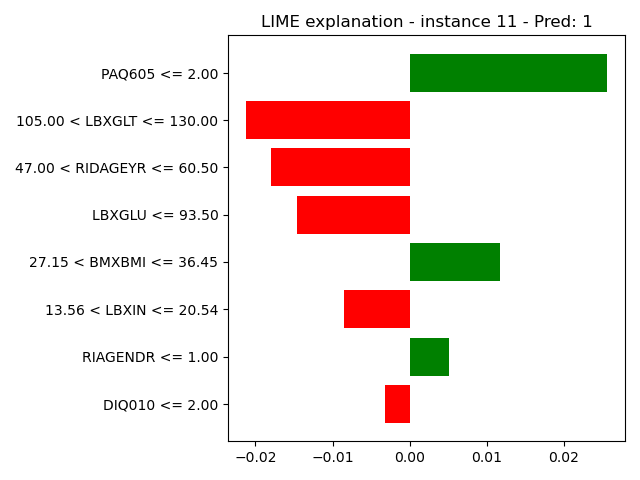 LIME explanation - instance 11 - Pred: 1
PAQ605 <= 2.00
105.00 < LBXGLT <= 130.00
47.00 < RIDAGEYR <= 60.50
LBXGLU <= 93.50
27.15 < BMXBMI <= 36.45
13.56 < LBXIN <= 20.54
RIAGENDR <= 1.00
DIQ010 <= 2.00
−0.02 −0.01 0.00 0.01 0.02